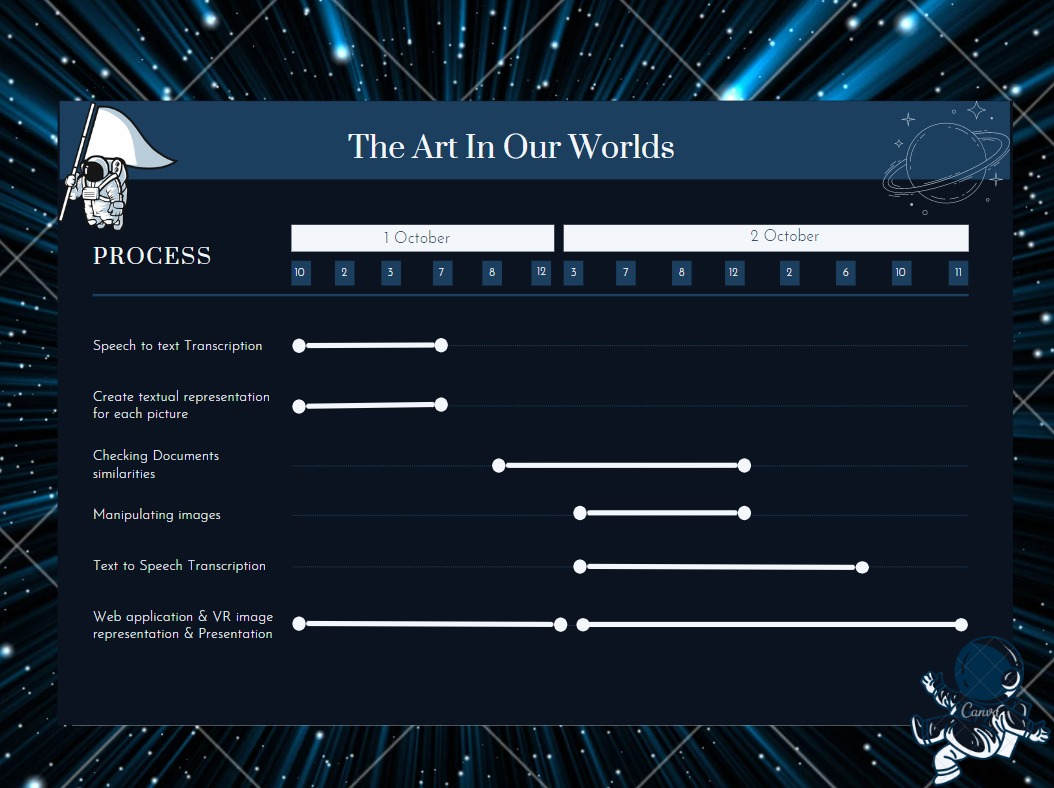 The Art In Our Worlds
PROCESS
1 October
2 October
10 2 3 7 8 12 3 7 8 12 2 6 10 11
Speech to text Transcription
Create textual representation
for each picture
Checking Documents
similarities
Manipulating images
Text to Speech Transcription
Web application & VR image
representation & Presentation
Canva